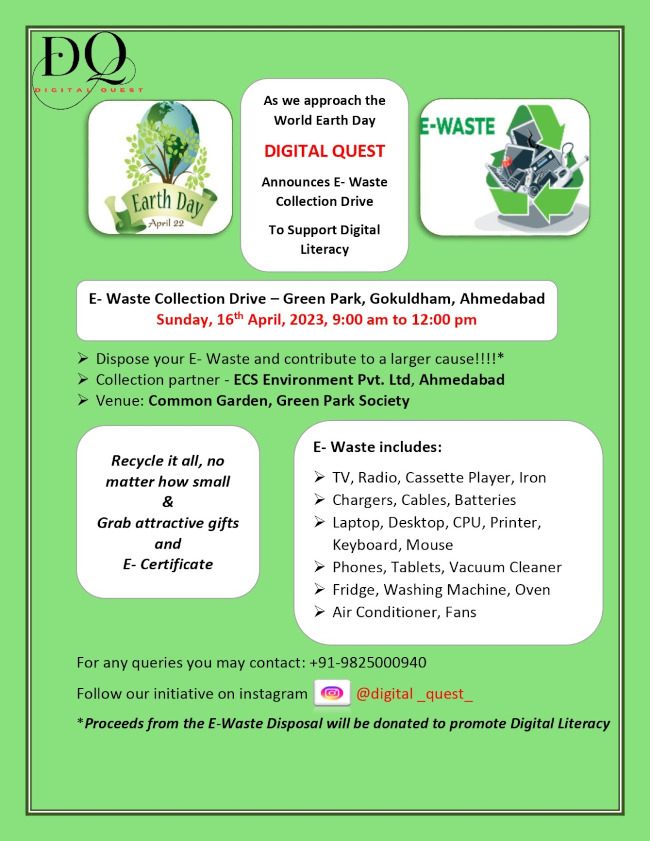 DQ
DIGITAL QUEST
Earth Day
April 22
As we approach the
World Earth Day
DIGITAL QUEST
Announces E- Waste
Collection Drive
To Support Digital
Literacy
E-WASTE
E- Waste Collection Drive – Green Park, Gokuldham, Ahmedabad
Sunday, 16th April, 2023, 9:00 am to 12:00 pm
➢ Dispose your E- Waste and contribute to a larger cause!!!!*
➢ Collection partner - ECS Environment Pvt. Ltd, Ahmedabad
➢ Venue: Common Garden, Green Park Society
Recycle it all, no
matter how small
&
Grab attractive gifts
and
E- Certificate
E- Waste includes:
➢ TV, Radio, Cassette Player, Iron
➢ Chargers, Cables, Batteries
➢ Laptop, Desktop, CPU, Printer,
Keyboard, Mouse
➢ Phones, Tablets, Vacuum Cleaner
➢ Fridge, Washing Machine, Oven
➢ Air Conditioner, Fans
For any queries you may contact: +91-9825000940
Follow our initiative on instagram @digital _quest_
*Proceeds from the E-Waste Disposal will be donated to promote Digital Literacy